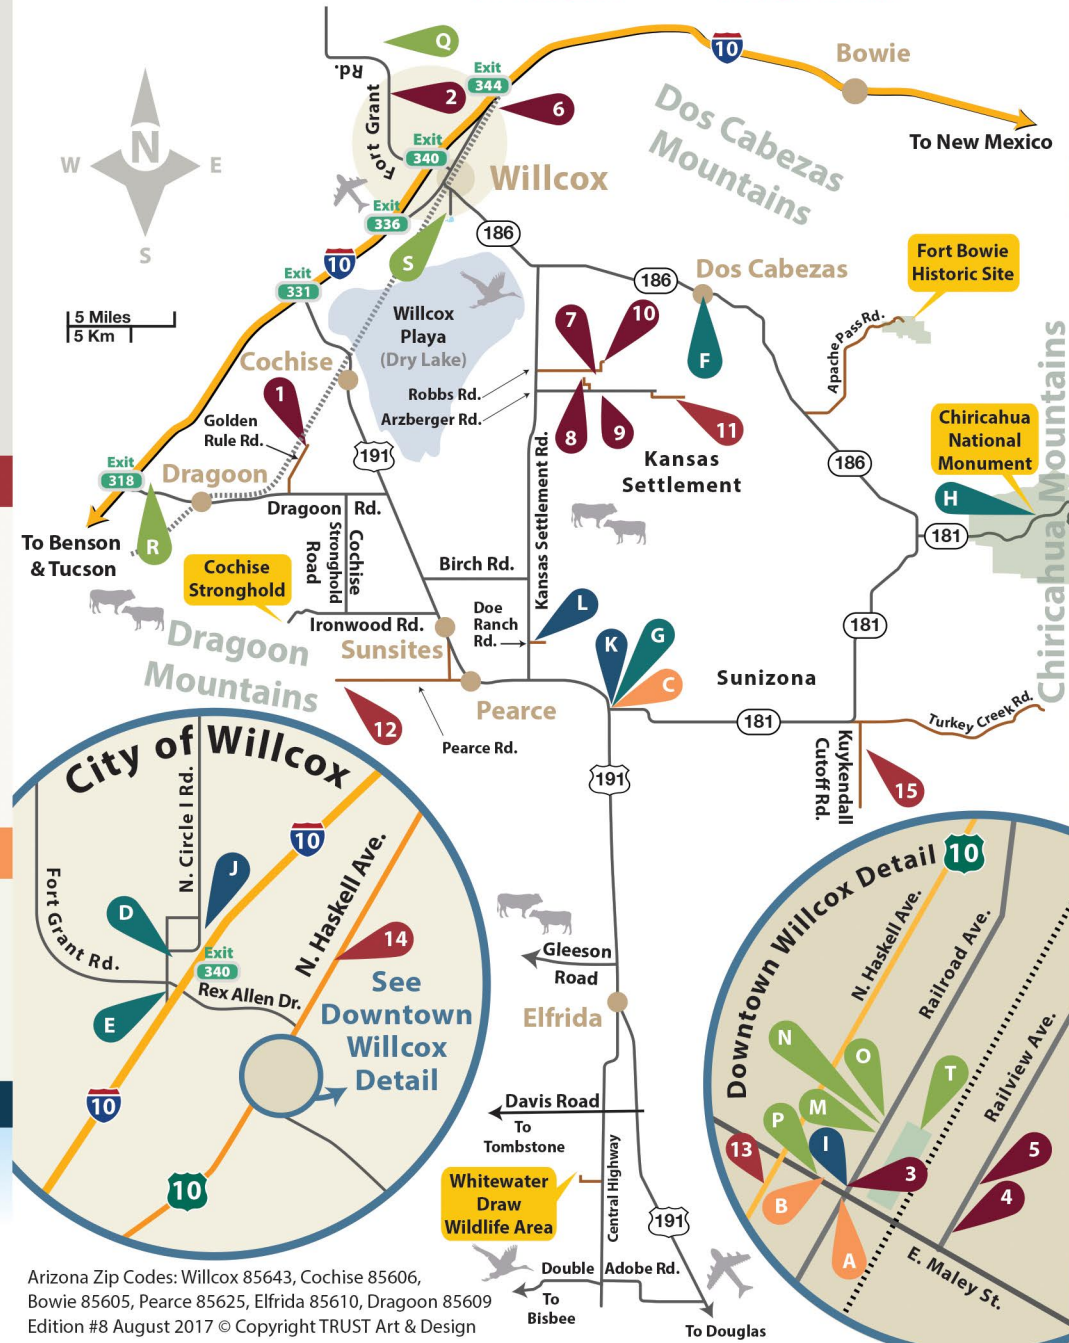 Q
Rd.
Fort Grant
2
Exit
344
6
10
Bowie
To New Mexico
Dos Cabezas
Mountains
N
W
E
S
Exit
340
Willcox
Exit
336
S
186
10
Exit
331
5 Miles
5 Km
Willcox
Playa
(Dry Lake)
186
Dos Cabezas
F
Fort Bowie
Historic Site
Apache Pass Rd.
7
10
Robbs Rd.
Arzberger Rd.
8
9
11
Kansas
Settlement
Cochise
1
Golden
Rule Rd.
191
Exit
318
Dragoon
R
To Benson
& Tucson
Dragoon Rd.
Cochise
Stronghold
Road
Cochise
Stronghold
Kansas Settlement Rd.
Birch Rd.
Chiricahua
National
Monument
H
Chiricahua Mountains
186
181
181
Ironwood Rd.
Doe
Ranch
Rd.
L
Dragoon
Mountains
Sunsites
K
G
C
Sunizona
Pearce
12
Pearce Rd.
181
Turkey Creek Rd.
Kuykendall
Cutoff Rd.
15
191
City of Willcox
N. Circle I Rd.
10
J
D
Fort Grant Rd.
Exit
340
N. Haskell Ave.
14
E
Rex Allen Dr.
See
Downtown
Willcox
Detail
10
10
Gleeson
Road
Elfrida
Davis Road
To
Tombstone
Central Highway
Whitewater
Draw
Wildlife Area
191
Double Adobe Rd.
To
Bisbee
To Douglas
Downtown Willcox Detail
10
N. Haskell Ave.
Railroad Ave.
Railview Ave.
N
O
T
M
P
I
13
3
5
4
B
A
E. Maley St.
Arizona Zip Codes: Willcox 85643, Cochise 85606,
Bowie 85605, Pearce 85625, Elfrida 85610, Dragoon 85609
Edition #8 August 2017 © Copyright TRUST Art & Design